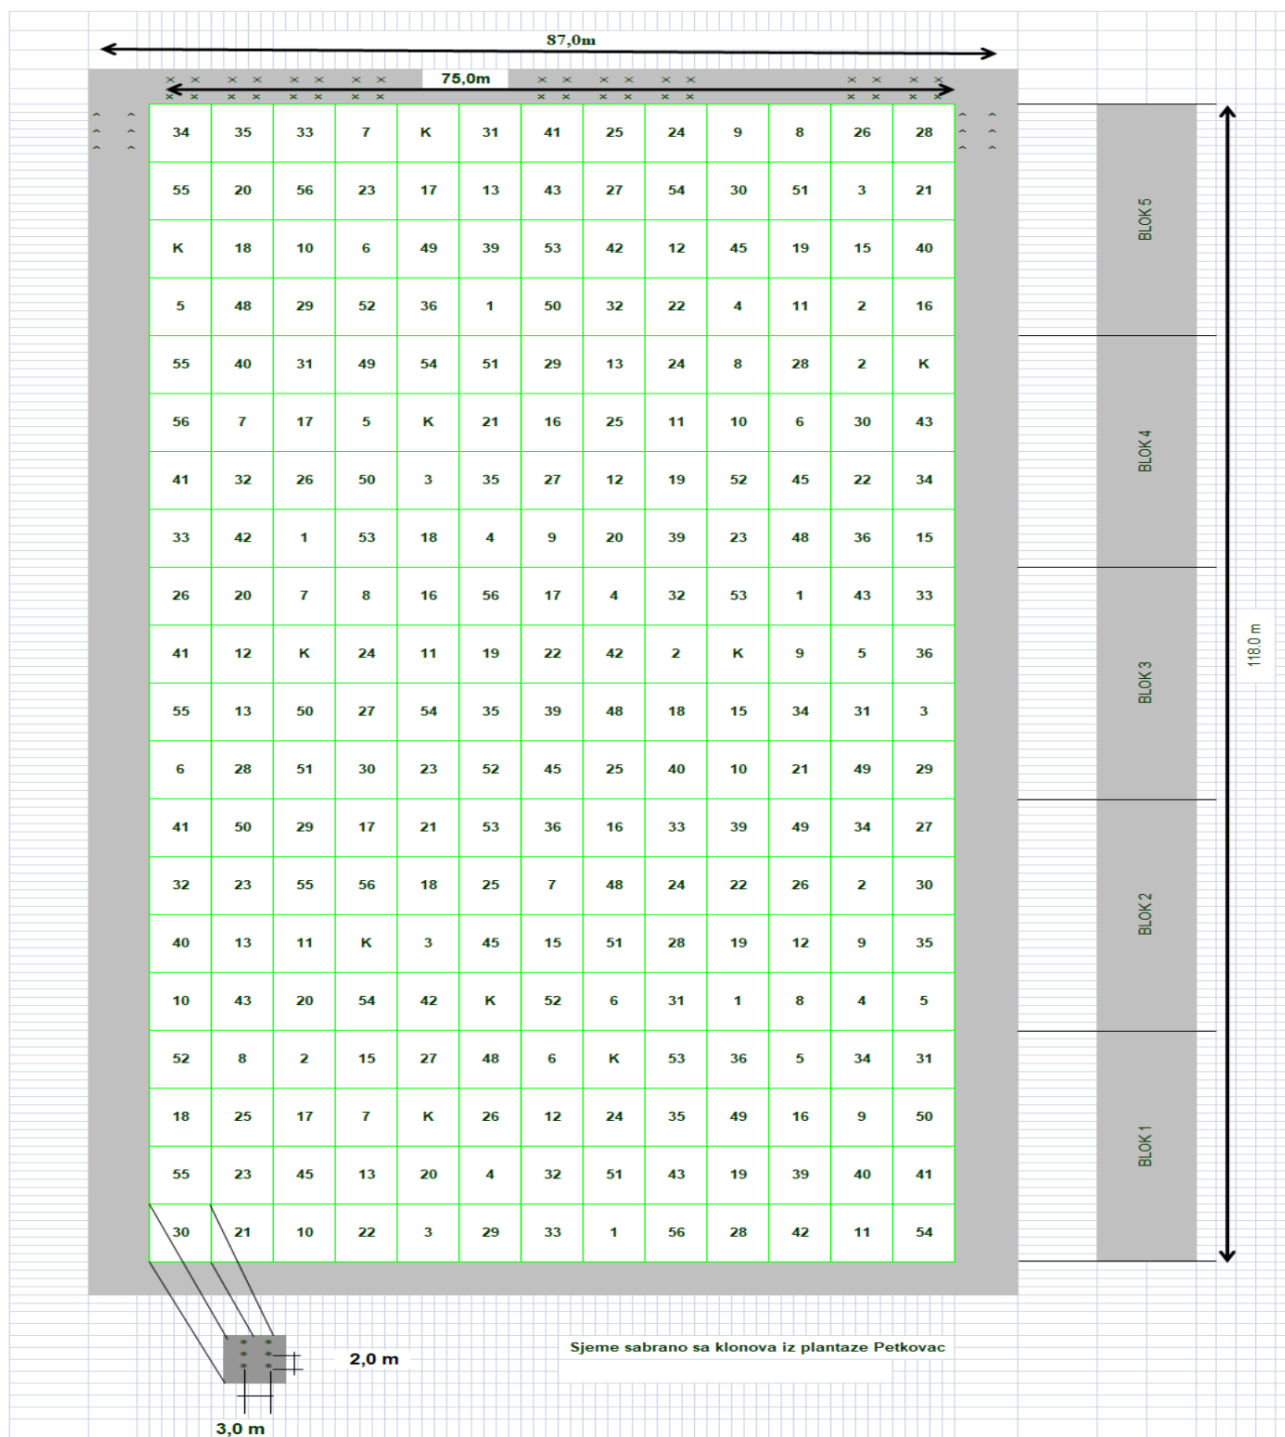 87,0m
75,0m
34 35 33 7 K 31 41 25 24 9 8 26 28
55 20 56 23 17 13 43 27 54 30 51 3 21
K 18 10 6 49 39 53 42 12 45 19 15 40
5 48 29 52 36 1 50 32 22 4 11 2 16
BLOK 5
55 40 31 49 54 51 29 13 24 8 28 2 K
56 7 17 5 K 21 16 25 11 10 6 30 43
41 32 26 50 3 35 27 12 19 52 45 22 34
33 42 1 53 18 4 9 20 39 23 48 36 15
BLOK 4
26 20 7 8 16 56 17 4 32 53 1 43 33
41 12 K 24 11 19 22 42 2 K 9 5 36
55 13 50 27 54 35 39 48 18 15 34 31 3
6 28 51 30 23 52 45 25 40 10 21 49 29
BLOK 3
118.0 m
41 50 29 17 21 53 36 16 33 39 49 34 27
32 23 55 56 18 25 7 48 24 22 26 2 30
40 13 11 K 3 45 15 51 28 19 12 9 35
10 43 20 54 42 K 52 6 31 1 8 4 5
BLOK 2
52 8 2 15 27 48 6 K 53 36 5 34 31
18 25 17 7 K 26 12 24 35 49 16 9 50
55 23 45 13 20 4 32 51 43 19 39 40 41
30 21 10 22 3 29 33 1 56 28 42 11 54
BLOK 1
Sjeme sabrano sa klonova iz plantaze Petkovac
2,0 m
3,0 m